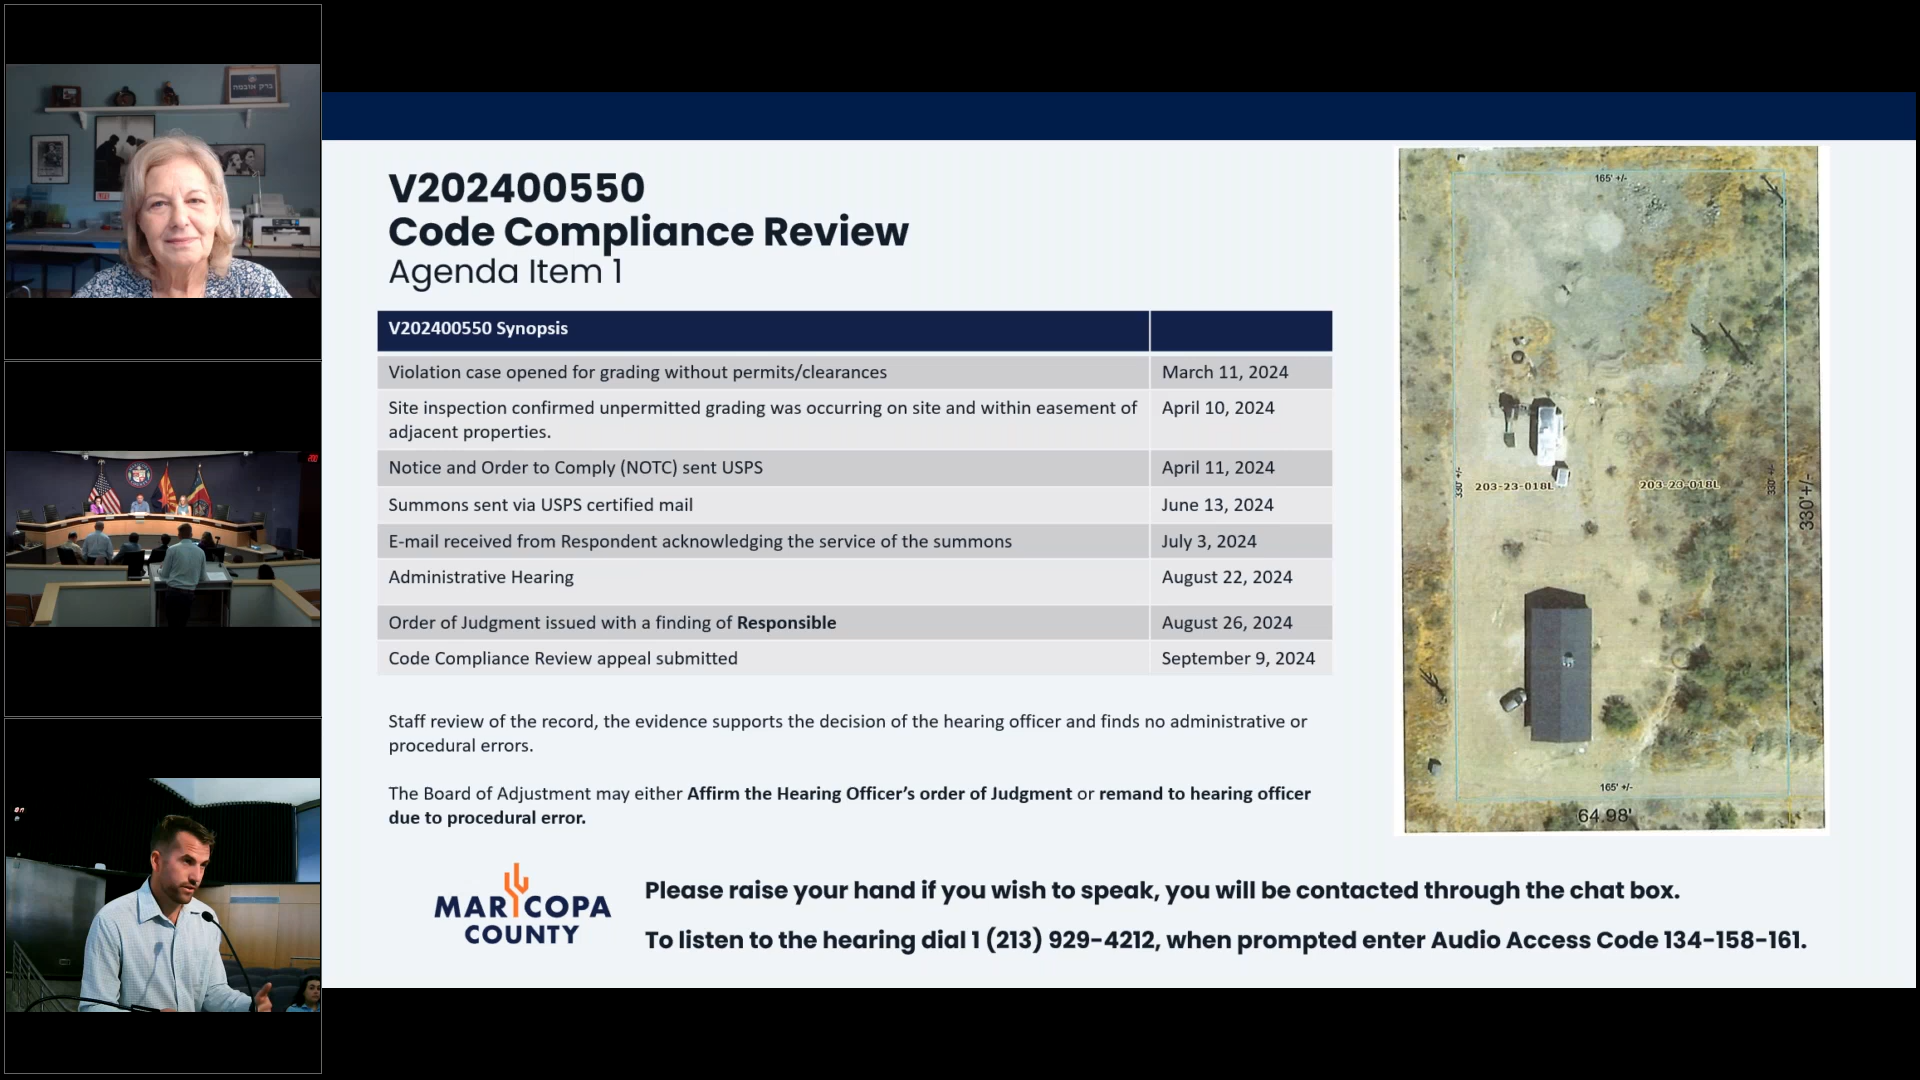 ברק אובמה
LIFE
V202400550
Code Compliance Review
Agenda Item 1
V202400550 Synopsis
Violation case opened for grading without permits/clearances March 11, 2024
Site inspection confirmed unpermitted grading was occurring on site and within easement of April 10, 2024
adjacent properties.
Notice and Order to Comply (NOTC) sent USPS April 11, 2024
Summons sent via USPS certified mail June 13, 2024
E-mail received from Respondent acknowledging the service of the summons July 3, 2024
Administrative Hearing August 22, 2024
Order of Judgment issued with a finding of Responsible August 26, 2024
Code Compliance Review appeal submitted September 9, 2024
Staff review of the record, the evidence supports the decision of the hearing officer and finds no administrative or
procedural errors.
The Board of Adjustment may either Affirm the Hearing Officer’s order of Judgment or remand to hearing officer
due to procedural error.
165' +/-
330' +/-
203-23-018L
203-23-018L
330' +/-
330'+/-
165' +/-
64.98'
MARICOPA
COUNTY
Please raise your hand if you wish to speak, you will be contacted through the chat box.
To listen to the hearing dial 1 (213) 929-4212, when prompted enter Audio Access Code 134-158-161.